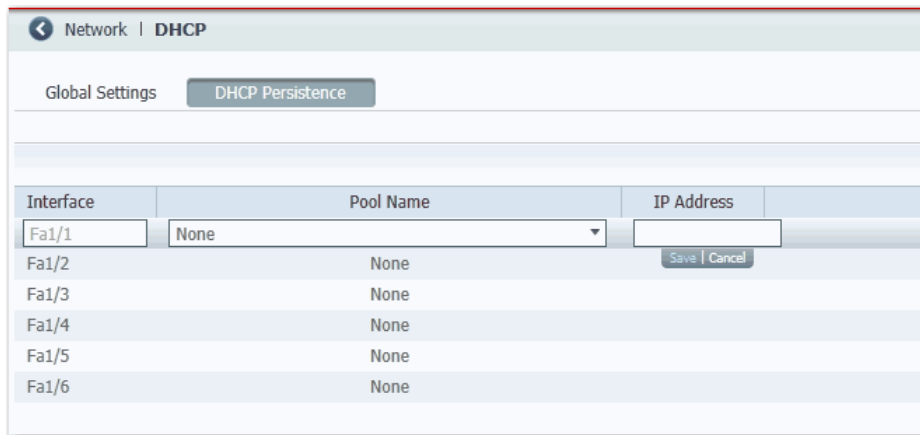 Network | DHCP
Global Settings DHCP Persistence
Interface Pool Name IP Address
Fa1/1 None
Save | Cancel
Fa1/2 None
Fa1/3 None
Fa1/4 None
Fa1/5 None
Fa1/6 None